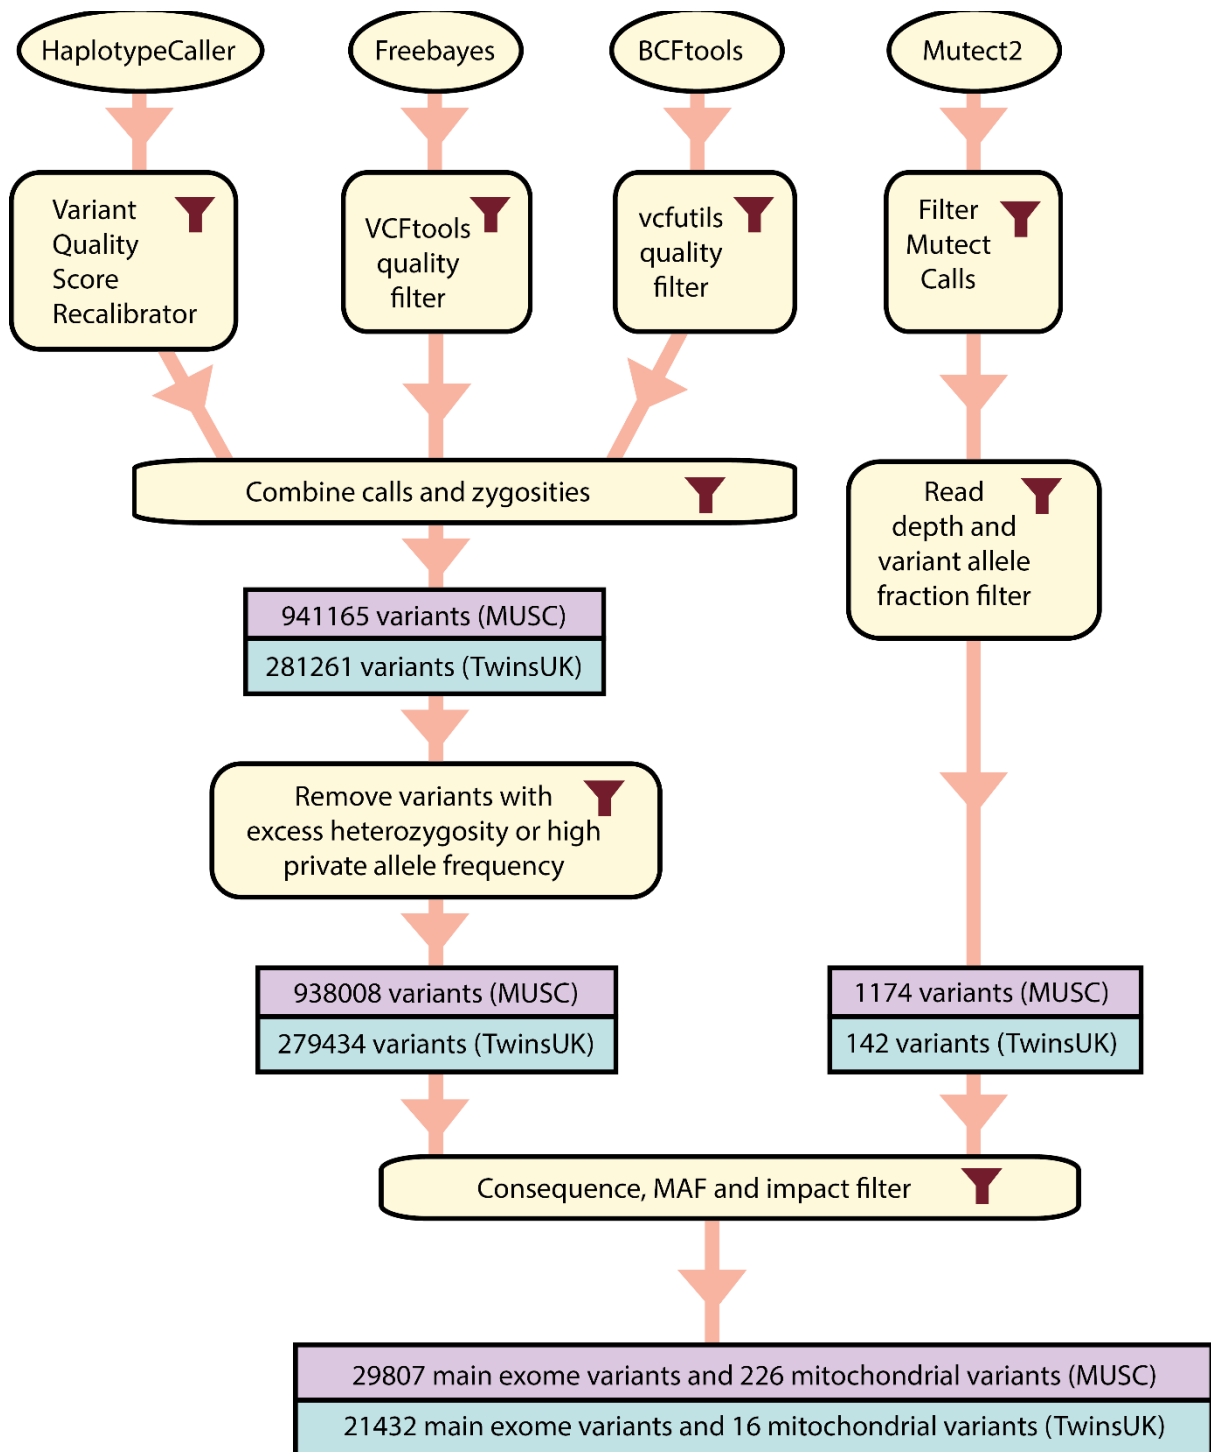 HaplotypeCaller
Freebayes
BCFtools
Mutect2
Variant
Quality
Score
Recalibrator
VCFtools
quality
filter
vcfutils
quality
filter
Filter
Mutect
Calls
Combine calls and zygosities
Read
depth and
variant allele
fraction filter
941165 variants (MUSC)
281261 variants (TwinsUK)
Remove variants with
excess heterozygosity or high
private allele frequency
938008 variants (MUSC)
279434 variants (TwinsUK)
1174 variants (MUSC)
142 variants (TwinsUK)
Consequence, MAF and impact filter
29807 main exome variants and 226 mitochondrial variants (MUSC)
21432 main exome variants and 16 mitochondrial variants (TwinsUK)